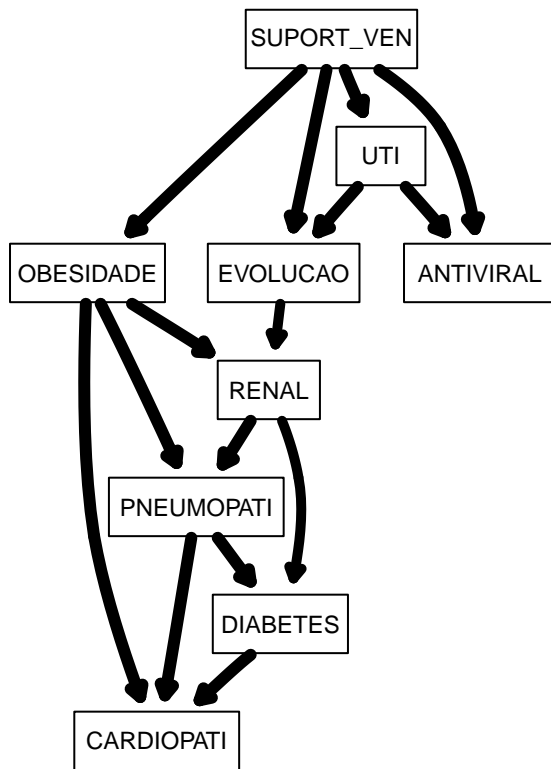 SUPORT_VEN
UTI
OBESIDADE
EVOLUCAO
ANTIVIRAL
RENAL
PNEUMOPATI
DIABETES
CARDIOPATI